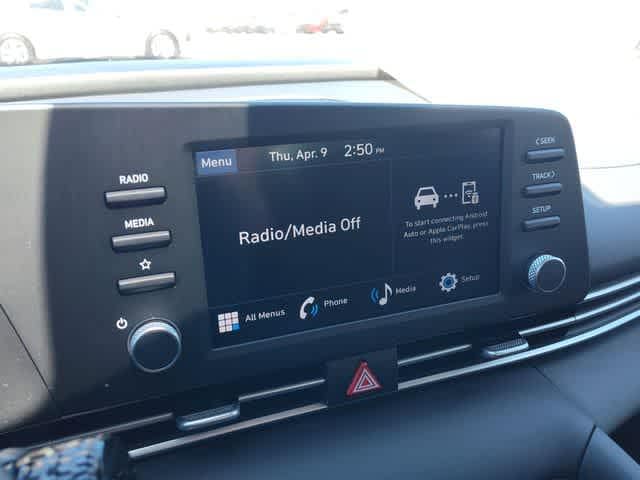 RADIO
MEDIA
Menu
Thu, Apr. 9 2:50 PM
Radio/Media Off
To start connecting Android
Auto or Apple CarPlay, press
this widget.
All Menus
Phone
Media
Setup
SEEK
TRACK
SETUP